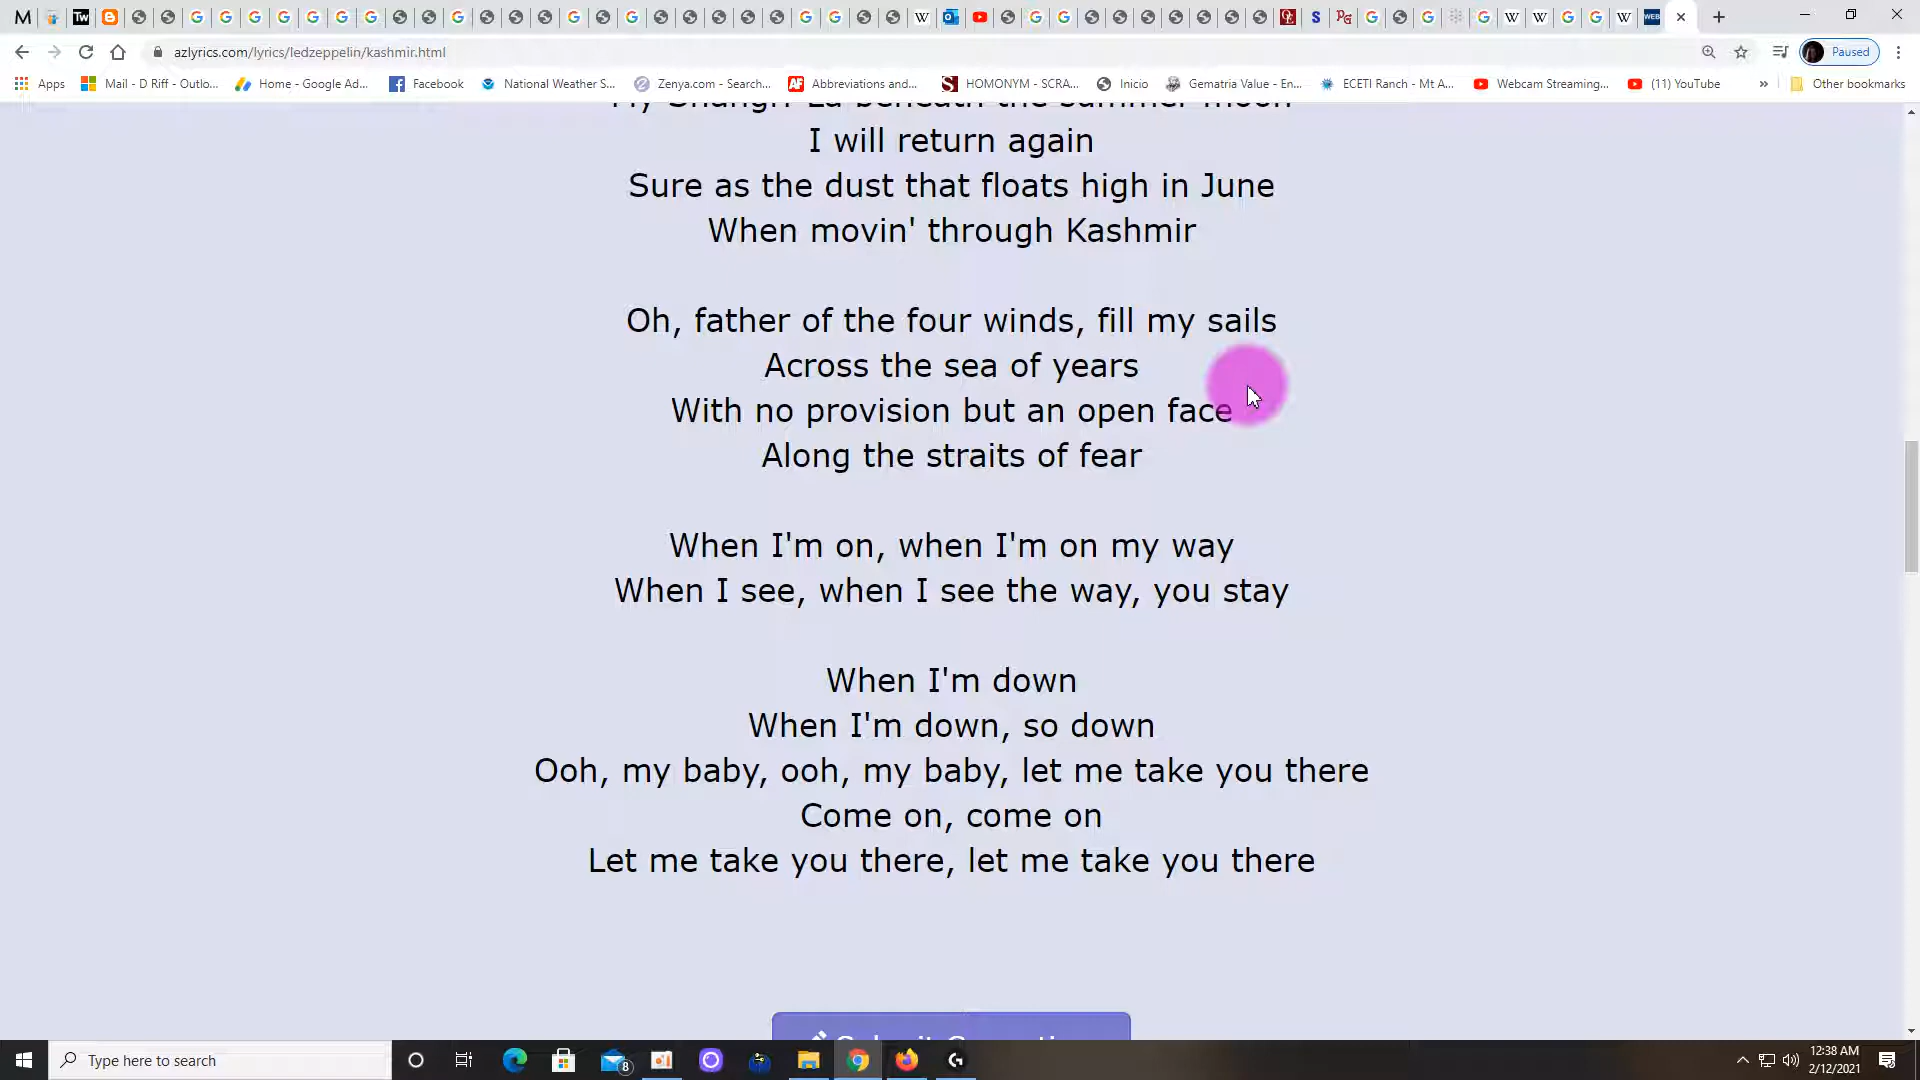 azlyrics.com/lyrics/ledzeppelin/kashmir.html
Paused
Apps
Mail - D Riff - Outlo...
Home - Google Ad...
Facebook
National Weather S...
Zenya.com - Search...
Abbreviations and...
HOMONYM - SCRA...
Inicio
Gematria Value - En...
ECETI Ranch - Mt A...
Webcam Streaming...
(11) YouTube
»
Other bookmarks
I will return again
Sure as the dust that floats high in June
When movin' through Kashmir
Oh, father of the four winds, fill my sails
Across the sea of years
With no provision but an open face
Along the straits of fear
When I'm on, when I'm on my way
When I see, when I see the way, you stay
When I'm down
When I'm down, so down
Ooh, my baby, ooh, my baby, let me take you there
Come on, come on
Let me take you there, let me take you there
Type here to search
8
12:38 AM
2/12/2021